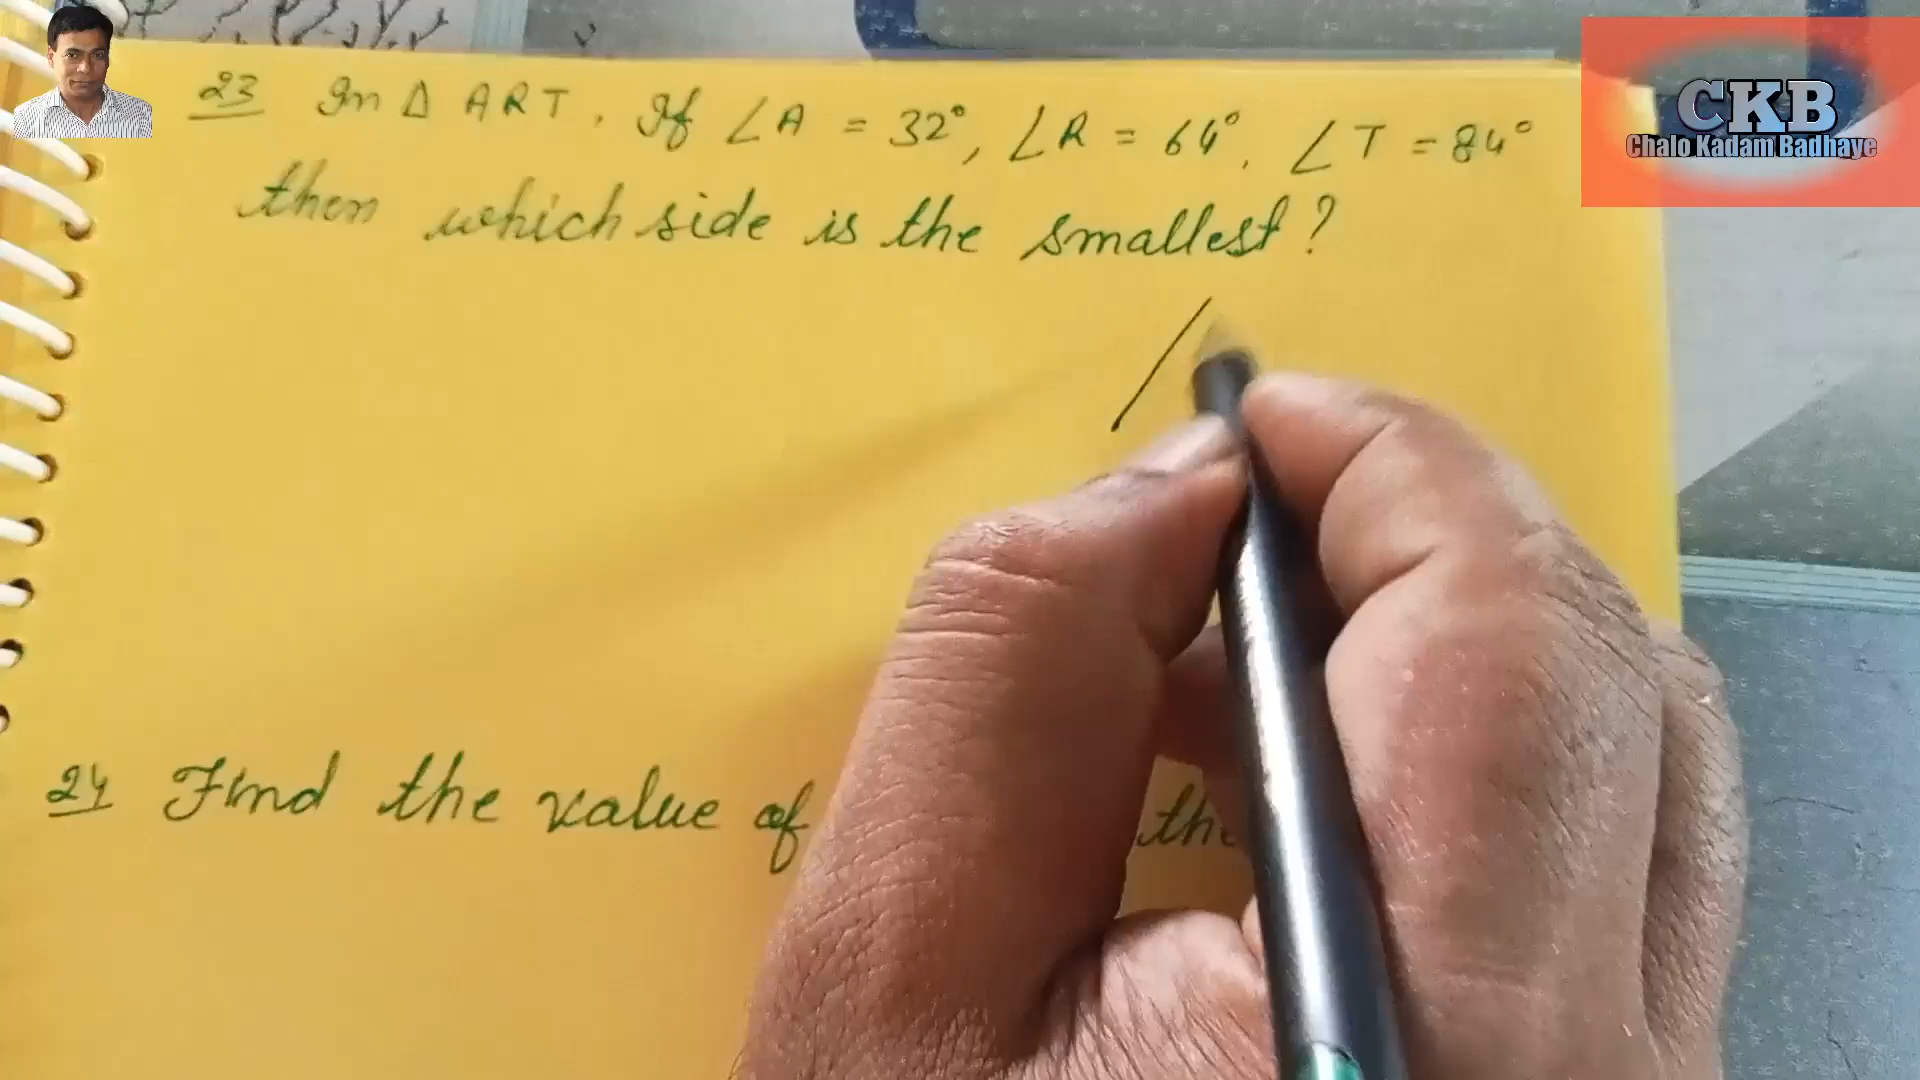 23 In Δ ART, If ∠A = 32°, ∠R = 64°, ∠T = 84°
then which side is the smallest?
24 Find the value of the
CKB
Chalo Kadam Badhaye